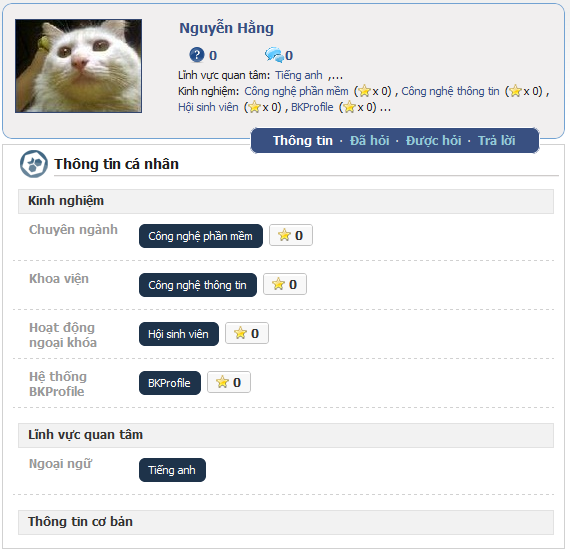 Nguyễn Hằng
? 0 0
Lĩnh vực quan tâm: Tiếng anh ,...
Kinh nghiệm: Công nghệ phần mềm ( x 0) , Công nghệ thông tin ( x 0) ,
Hội sinh viên ( x 0) , BKProfile ( x 0) ...
Thông tin · Đã hỏi · Được hỏi · Trả lời
Thông tin cá nhân
Kinh nghiệm
Chuyên ngành Công nghệ phần mềm 0
Khoa viện Công nghệ thông tin 0
Hoạt động
ngoại khóa Hội sinh viên 0
Hệ thống
BKProfile BKProfile 0
Lĩnh vực quan tâm
Ngoại ngữ Tiếng anh
Thông tin cơ bản